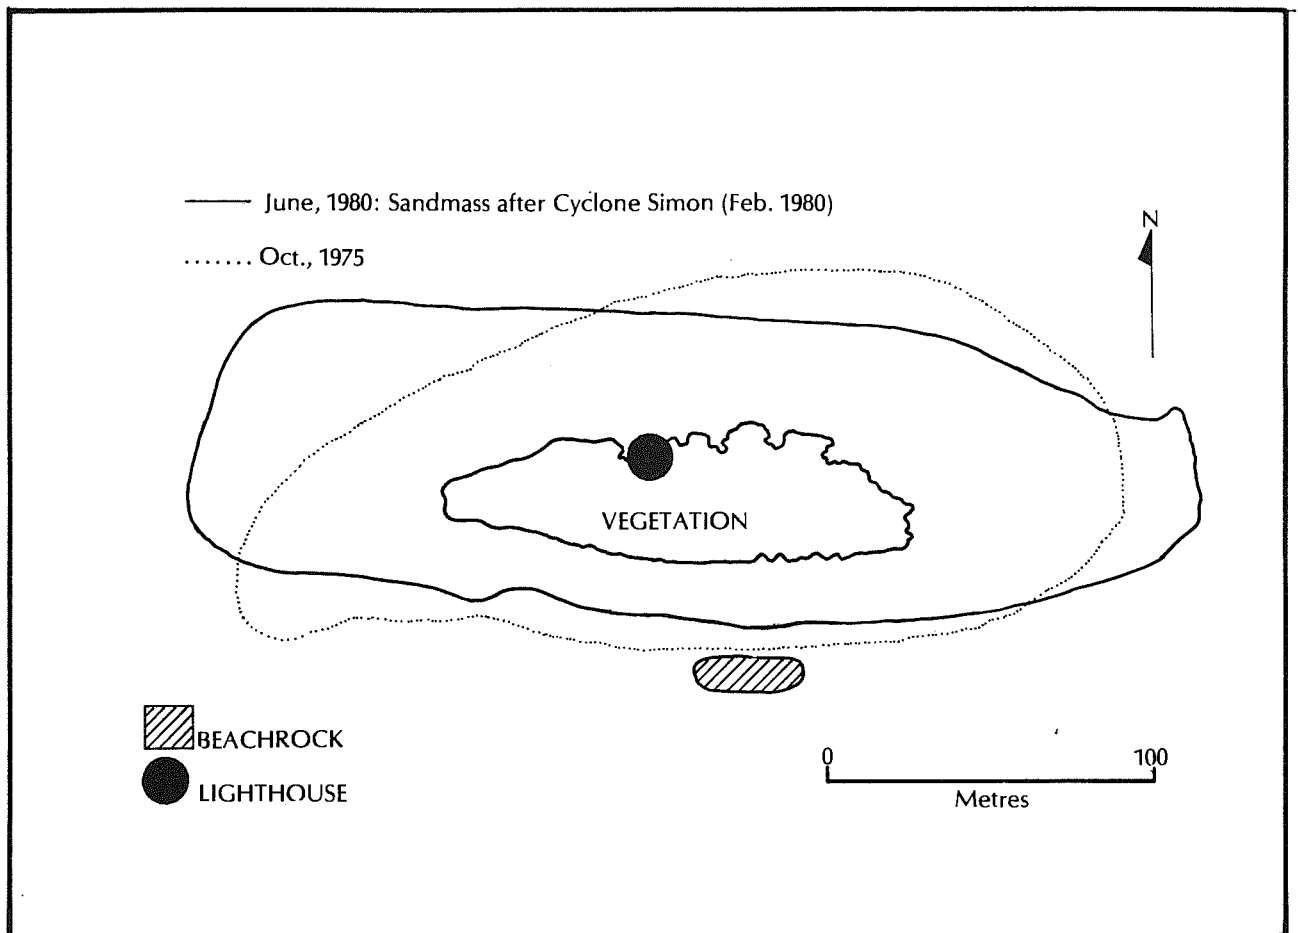 June, 1980: Sandmass after Cyclone Simon (Feb. 1980)
Oct., 1975
N
VEGETATION
BEACHROCK
LIGHTHOUSE
0 100
Metres